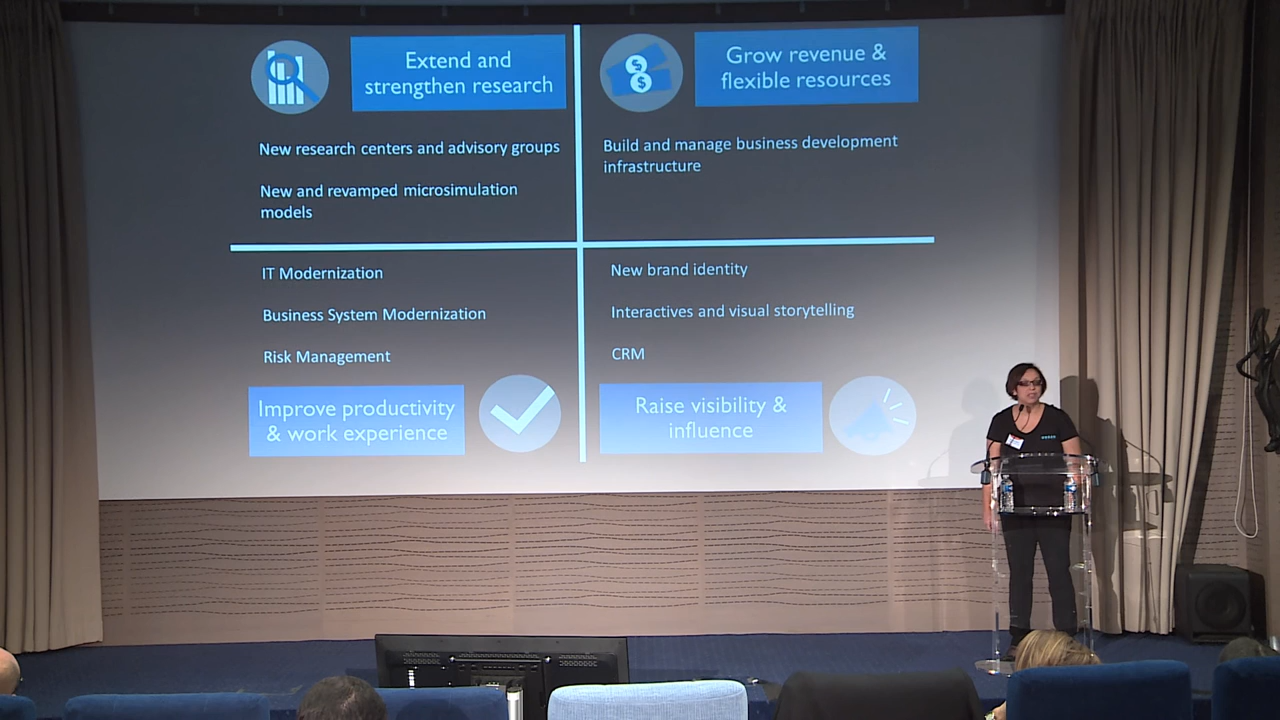 Extend and
strengthen research
New research centers and advisory groups
New and revamped microsimulation
models
Grow revenue &
flexible resources
Build and manage business development
infrastructure
IT Modernization
Business System Modernization
Risk Management
Improve productivity
& work experience
New brand identity
Interactives and visual storytelling
CRM
Raise visibility &
influence